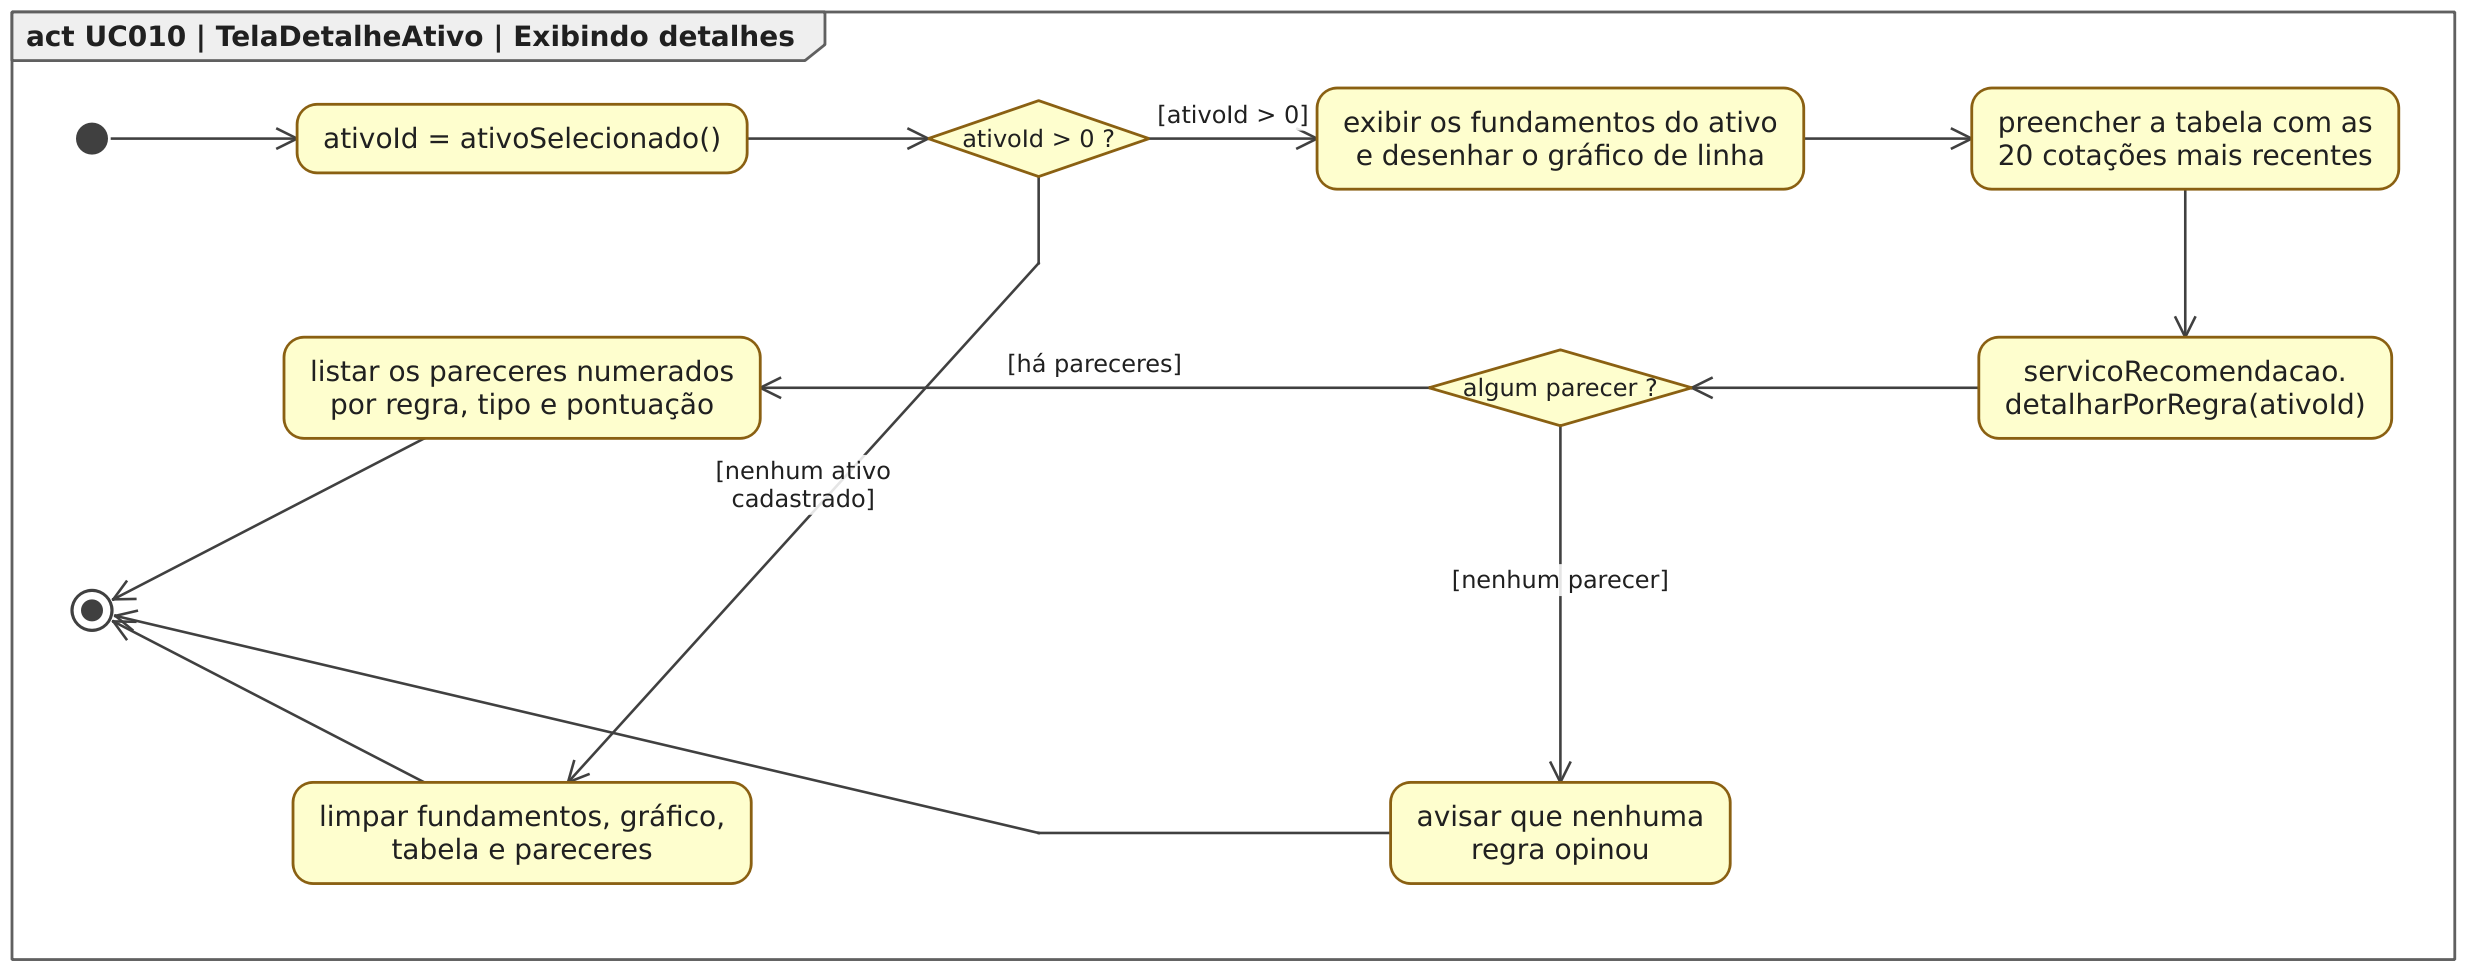 act UC010 | TelaDetalheAtivo | Exibindo detalhes
ativoId = ativoSelecionado()
ativoId > 0 ?
[ativoId > 0]
exibir os fundamentos do ativo
e desenhar o gráfico de linha
preencher a tabela com as
20 cotações mais recentes
listar os pareceres numerados
por regra, tipo e pontuação
[há pareceres]
algum parecer ?
servicoRecomendacao.
detalharPorRegra(ativoId)
[nenhum ativo
cadastrado]
[nenhum parecer]
limpar fundamentos, gráfico,
tabela e pareceres
avisar que nenhuma
regra opinou